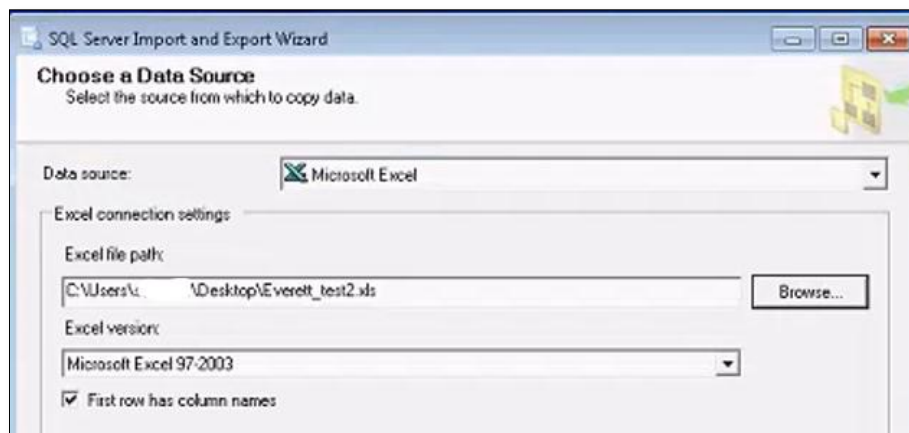 SQL Server Import and Export Wizard
Choose a Data Source
Select the source from which to copy data.
Data source:
Microsoft Excel
Excel connection settings
Excel file path:
C:\Users\ \Desktop\Everett_test2.xls
Browse...
Excel version:
Microsoft Excel 97-2003
First row has column names